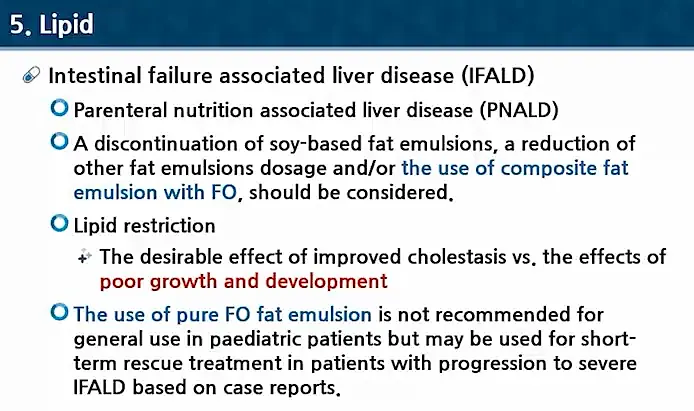 5. Lipid
Intestinal failure associated liver disease (IFALD)
Parenteral nutrition associated liver disease (PNALD)
A discontinuation of soy-based fat emulsions, a reduction of
other fat emulsions dosage and/or the use of composite fat
emulsion with FO, should be considered.
Lipid restriction
The desirable effect of improved cholestasis vs. the effects of
poor growth and development
The use of pure FO fat emulsion is not recommended for
general use in paediatric patients but may be used for short-
term rescue treatment in patients with progression to severe
IFALD based on case reports.